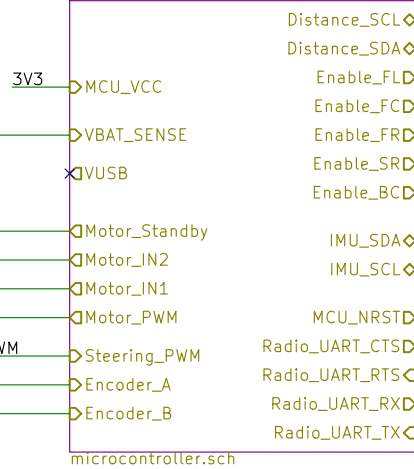 Distance_SCL
Distance_SDA
3V3
MCU_VCC
Enable_FL
Enable_FC
VBAT_SENSE
Enable_FR
Enable_SR
VUSB
Enable_BC
Motor_Standby
IMU_SDA
Motor_IN2
IMU_SCL
Motor_IN1
Motor_PWM
MCU_NRST
WM
Steering_PWM
Radio_UART_CTS
Encoder_A
Radio_UART_RTS
Encoder_B
Radio_UART_RX
Radio_UART_TX
microcontroller.sch